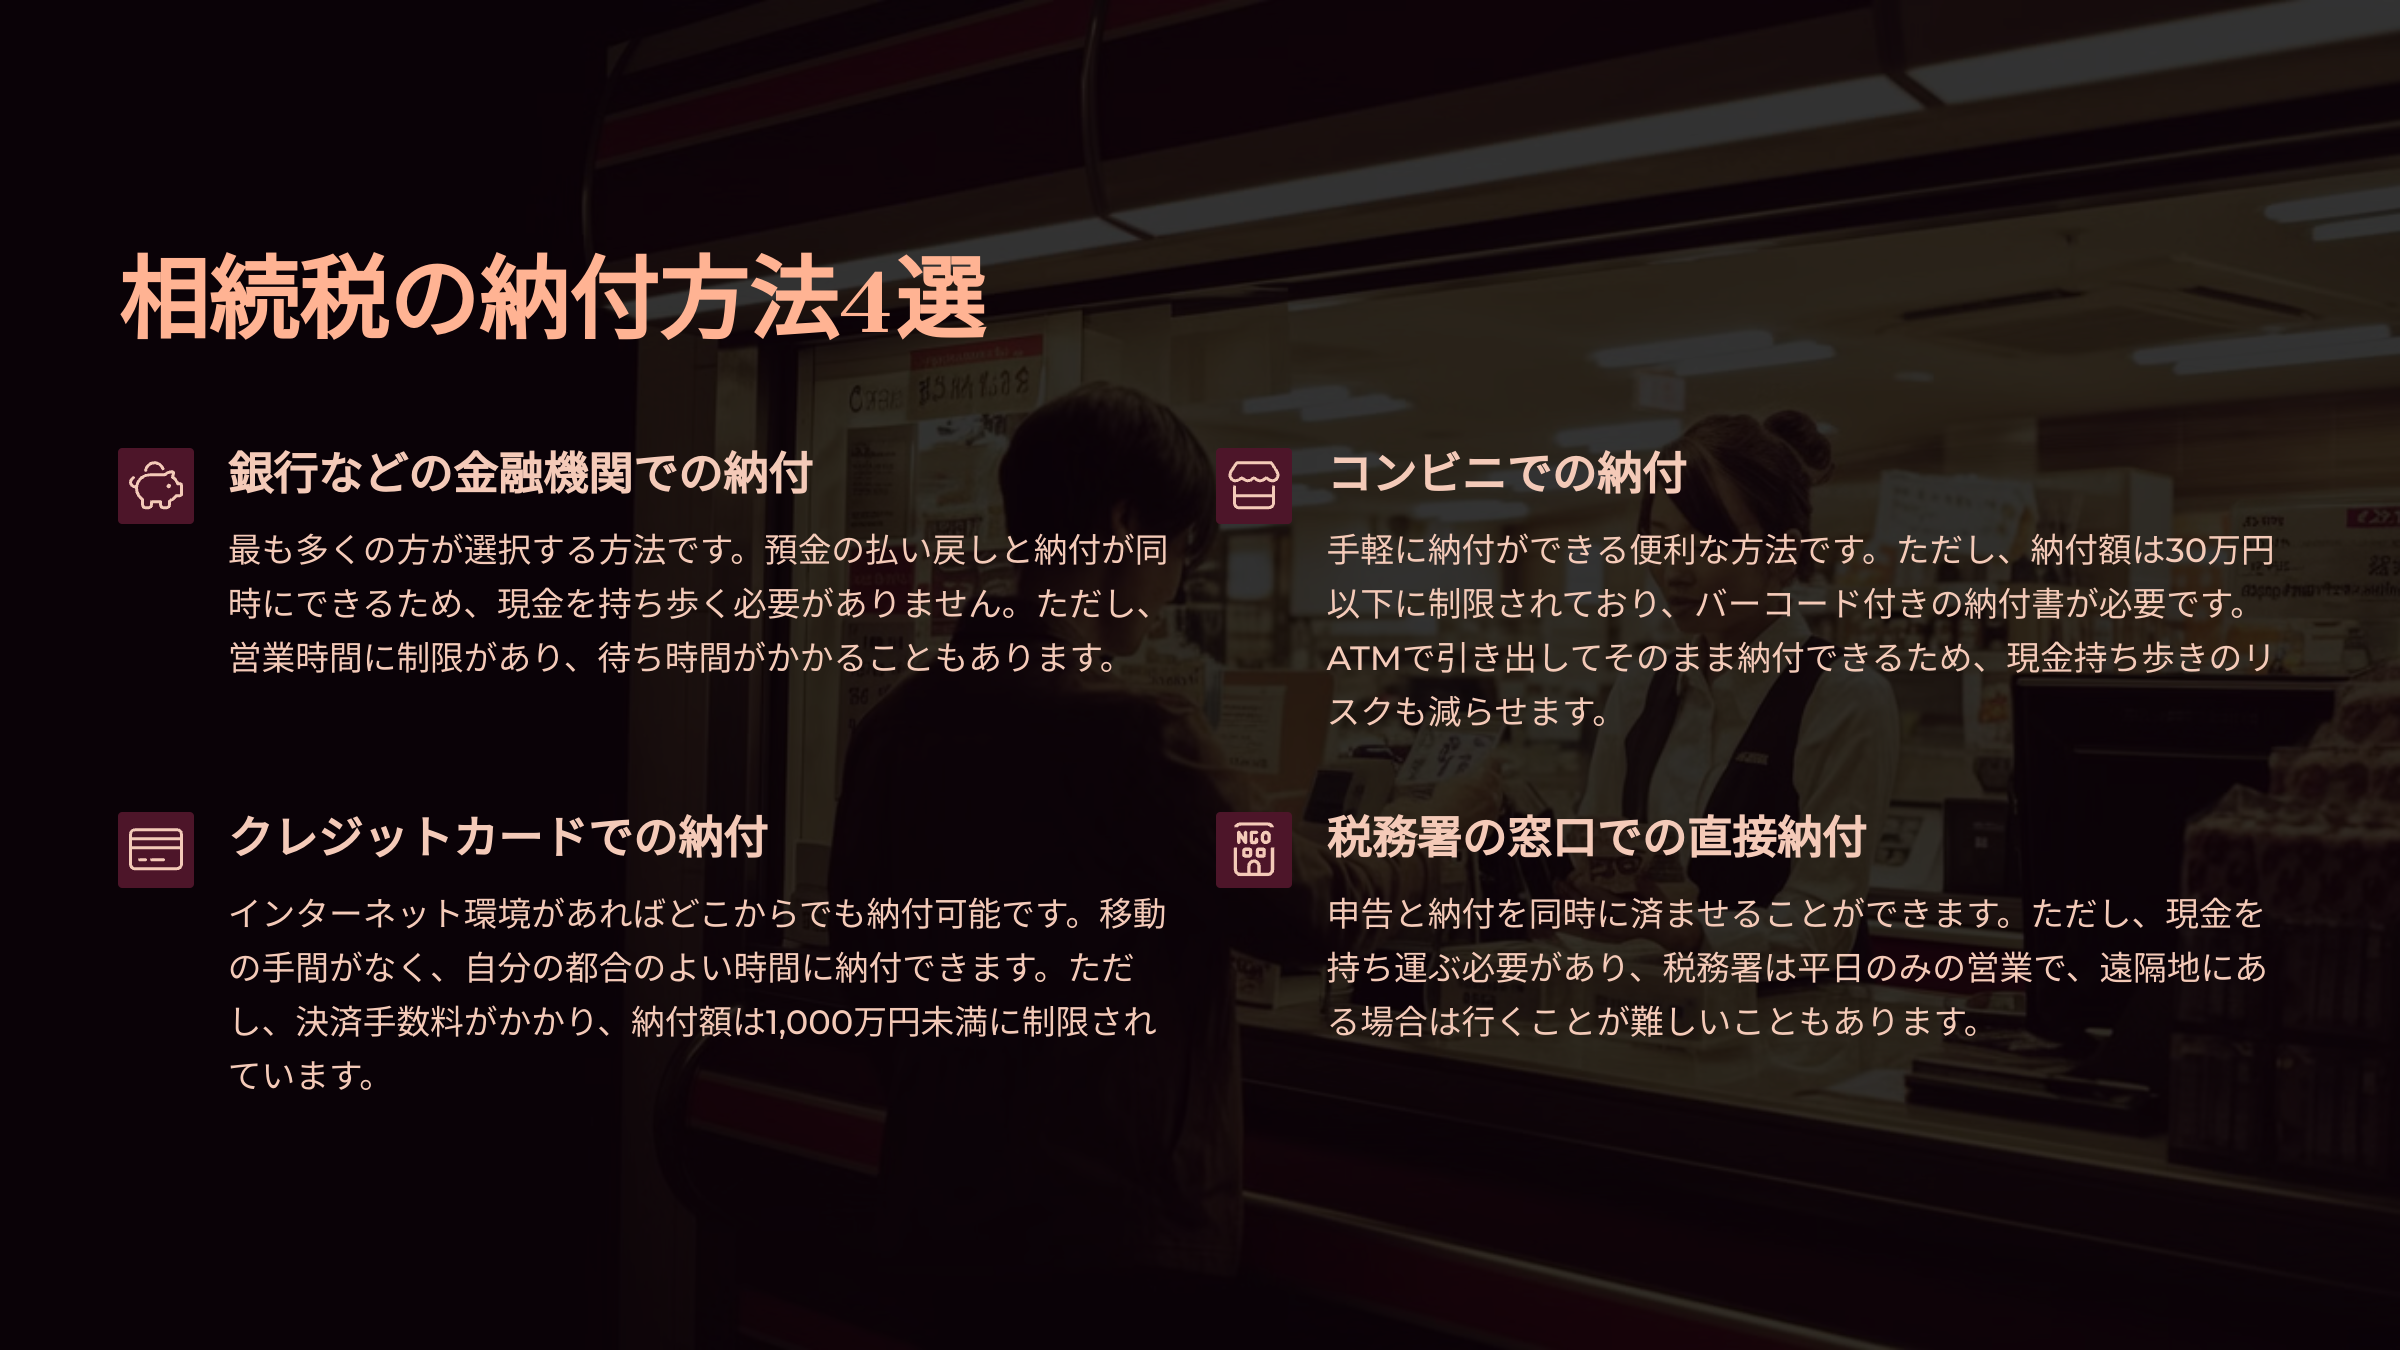 相続税の納付方法4選
銀行などの金融機関での納付
最も多くの方が選択する方法です。預金の払い戻しと納付が同
時にできるため、現金を持ち歩く必要がありません。ただし、
営業時間に制限があり、待ち時間がかかることもあります。
コンビニでの納付
手軽に納付ができる便利な方法です。ただし、納付額は30万円
以下に制限されており、バーコード付きの納付書が必要です。
ATMで引き出してそのまま納付できるため、現金持ち歩きのリ
スクも減らせます。
クレジットカードでの納付
インターネット環境があればどこからでも納付可能です。移動
の手間がなく、自分の都合のよい時間に納付できます。ただ
し、決済手数料がかかり、納付額は1,000万円未満に制限され
ています。
NGO
税務署の窓口での直接納付
申告と納付を同時に済ませることができます。ただし、現金を
持ち運ぶ必要があり、税務署は平日のみの営業で、遠隔地にあ
る場合は行くことが難しいこともあります。